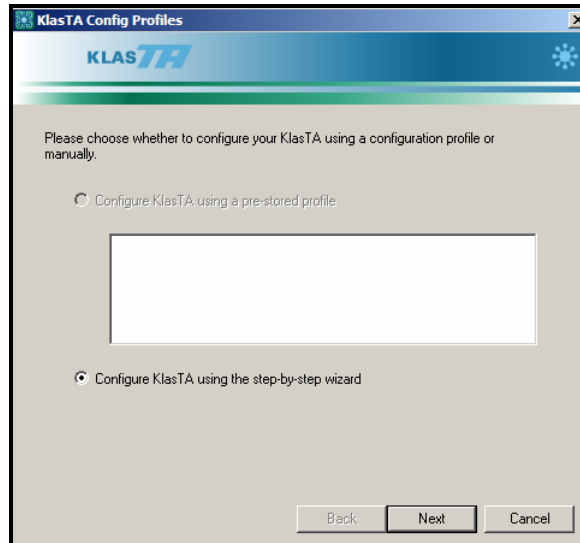 KlasTA Config Profiles
KLASTA
Please choose whether to configure your KlasTA using a configuration profile or
manually.
Configure KlasTA using a pre-stored profile
Configure KlasTA using the step-by-step wizard
Back Next Cancel